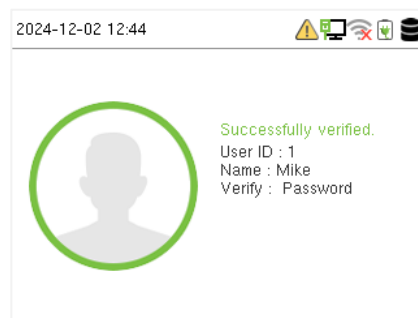 2024-12-02 12:44
Successfully verified.
User ID : 1
Name : Mike
Verify : Password